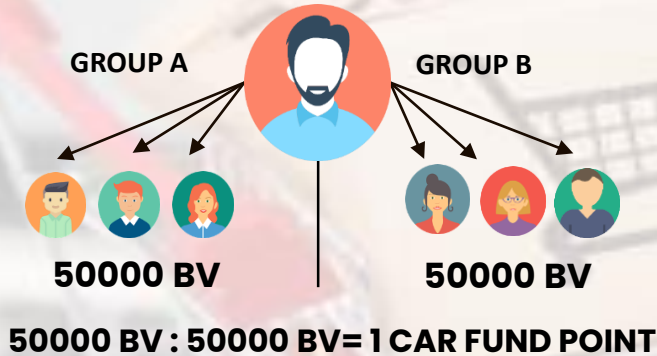 GROUP A
GROUP B
50000 BV
50000 BV
50000 BV : 50000 BV= 1 CAR FUND POINT